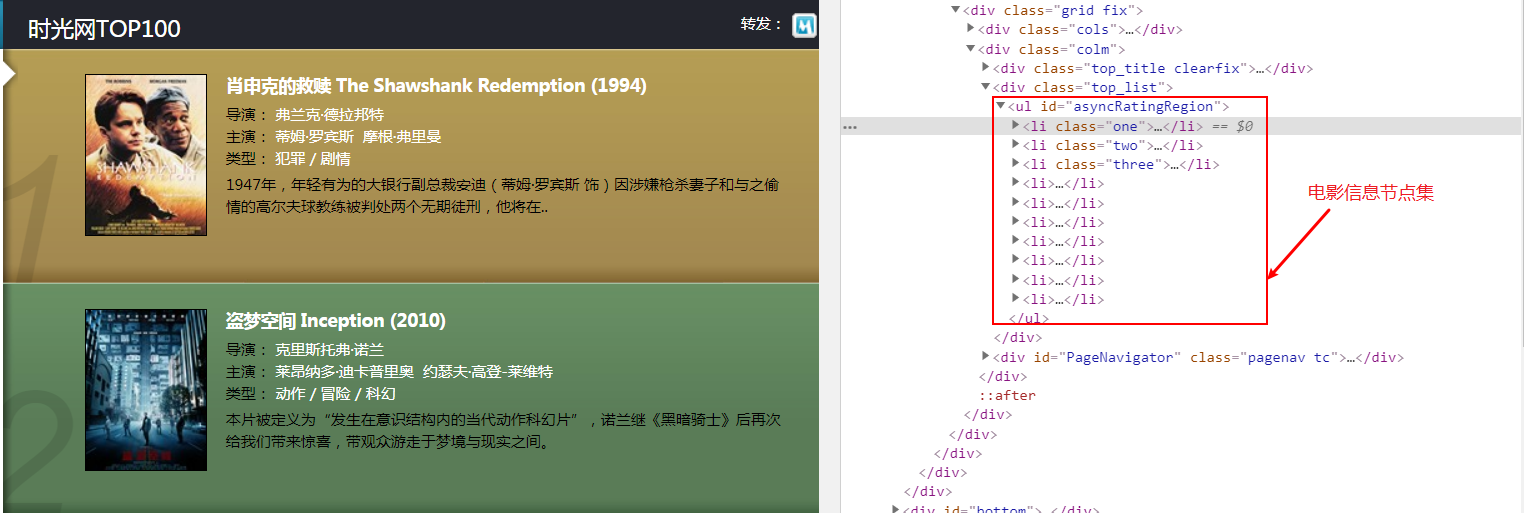 时光网TOP100
转发：
肖申克的救赎 The Shawshank Redemption (1994)
导演： 弗兰克·德拉邦特
主演： 蒂姆·罗宾斯 摩根·弗里曼
类型： 犯罪 / 剧情
1947年，年轻有为的大银行副总裁安迪（蒂姆·罗宾斯 饰）因涉嫌枪杀妻子和与之偷
情的高尔夫球教练被判处两个无期徒刑，他将在..
1
SHAWSHANK
REDEMPTION
盗梦空间 Inception (2010)
导演： 克里斯托弗·诺兰
主演： 莱昂纳多·迪卡普里奥 约瑟夫·高登-莱维特
类型： 动作 / 冒险 / 科幻
本片被定义为“发生在意识结构内的当代动作科幻片”，诺兰继《黑暗骑士》后再次
给我们带来惊喜，带观众游走于梦境与现实之间。
2
▼<div class="grid fix">
▶<div class="cols">…</div>
▼<div class="colm">
▶<div class="top_title clearfix">…</div>
▼<div class="top_list">
▼<ul id="asyncRatingRegion">
▶<li class="one">…</li> == $0
▶<li class="two">…</li>
▶<li class="three">…</li>
▶<li>…</li>
▶<li>…</li>
▶<li>…</li>
▶<li>…</li>
▶<li>…</li>
▶<li>…</li>
▶<li>…</li>
</ul>
</div>
▶<div id="PageNavigator" class="pagenav tc">…</div>
</div>
::after
</div>
</div>
</div>
</div>
</div>
▶<div id="bottom">…</div>
电影信息节点集